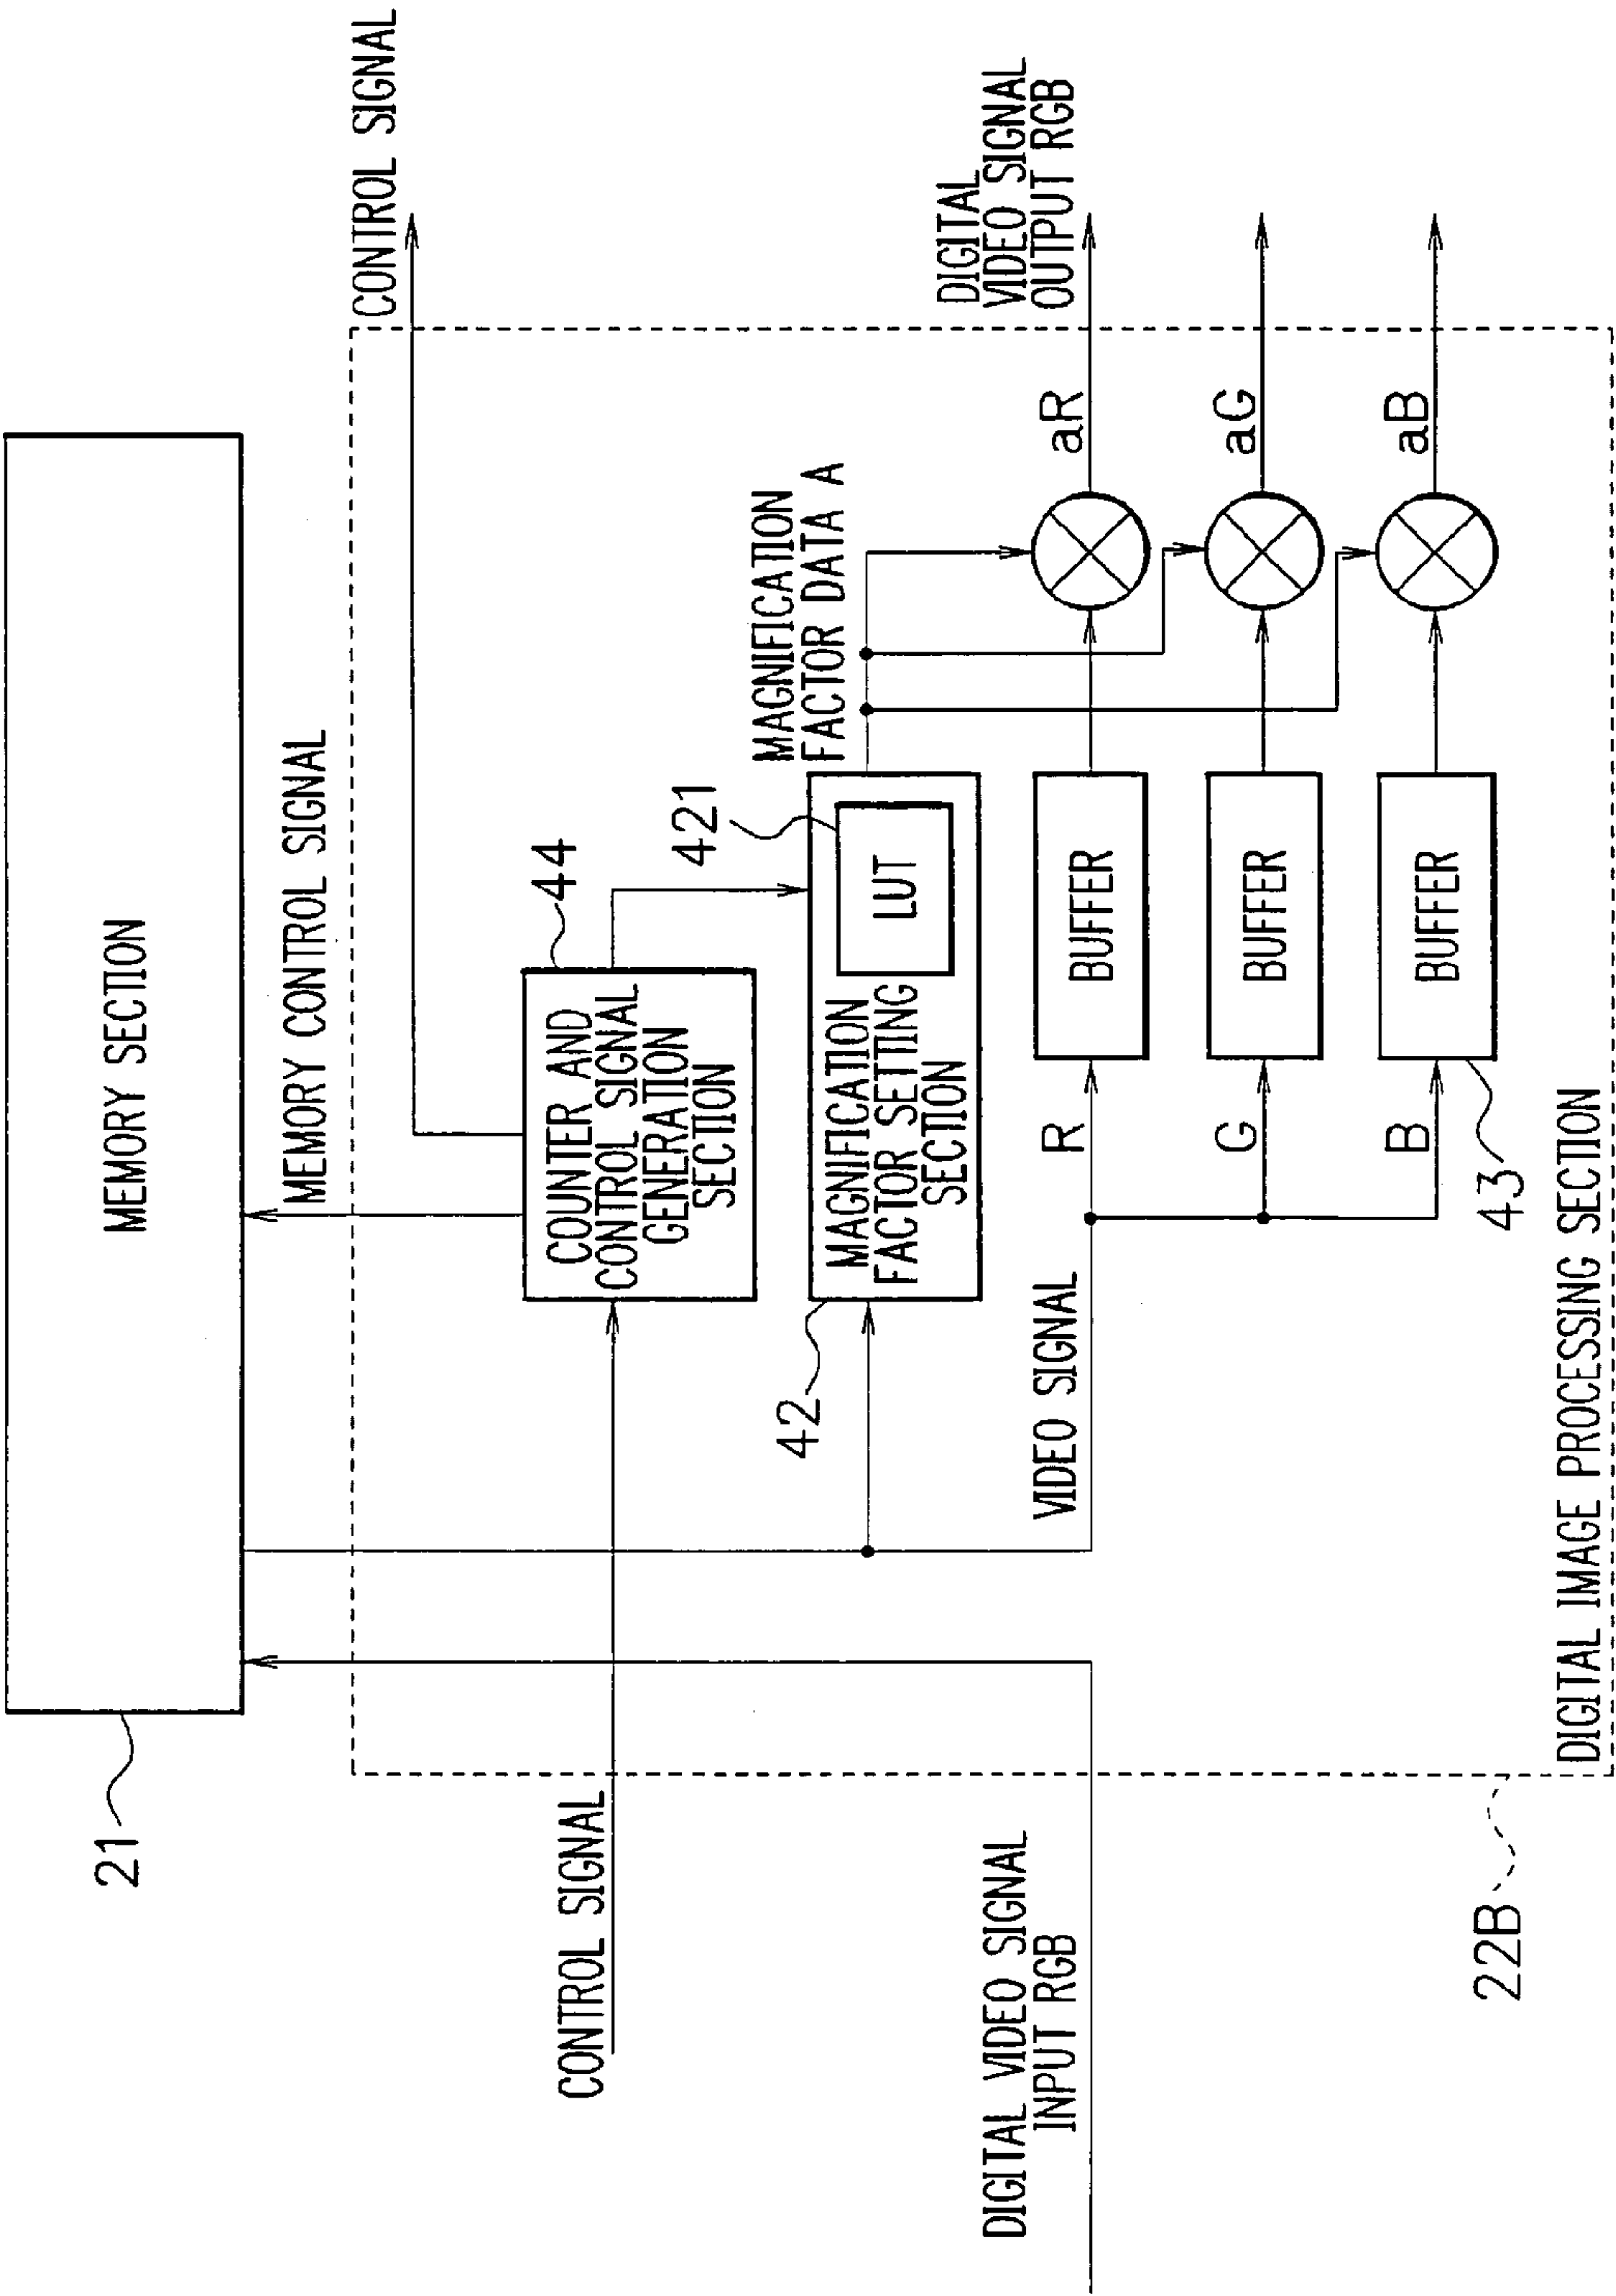 MEMORY SECTION
21
MEMORY CONTROL SIGNAL
CONTROL SIGNAL
CONTROL SIGNAL
44
COUNTER AND
CONTROL SIGNAL
GENERATION
SECTION
421
MAGNIFICATION
FACTOR DATA A
42
MAGNIFICATION
FACTOR SETTING
SECTION
LUT
DIGITAL VIDEO SIGNAL
INPUT RGB
VIDEO SIGNAL
R
BUFFER
aR
DIGITAL
VIDEO SIGNAL
OUTPUT RGB
G
BUFFER
aG
B
BUFFER
aB
43
22B
DIGITAL IMAGE PROCESSING SECTION